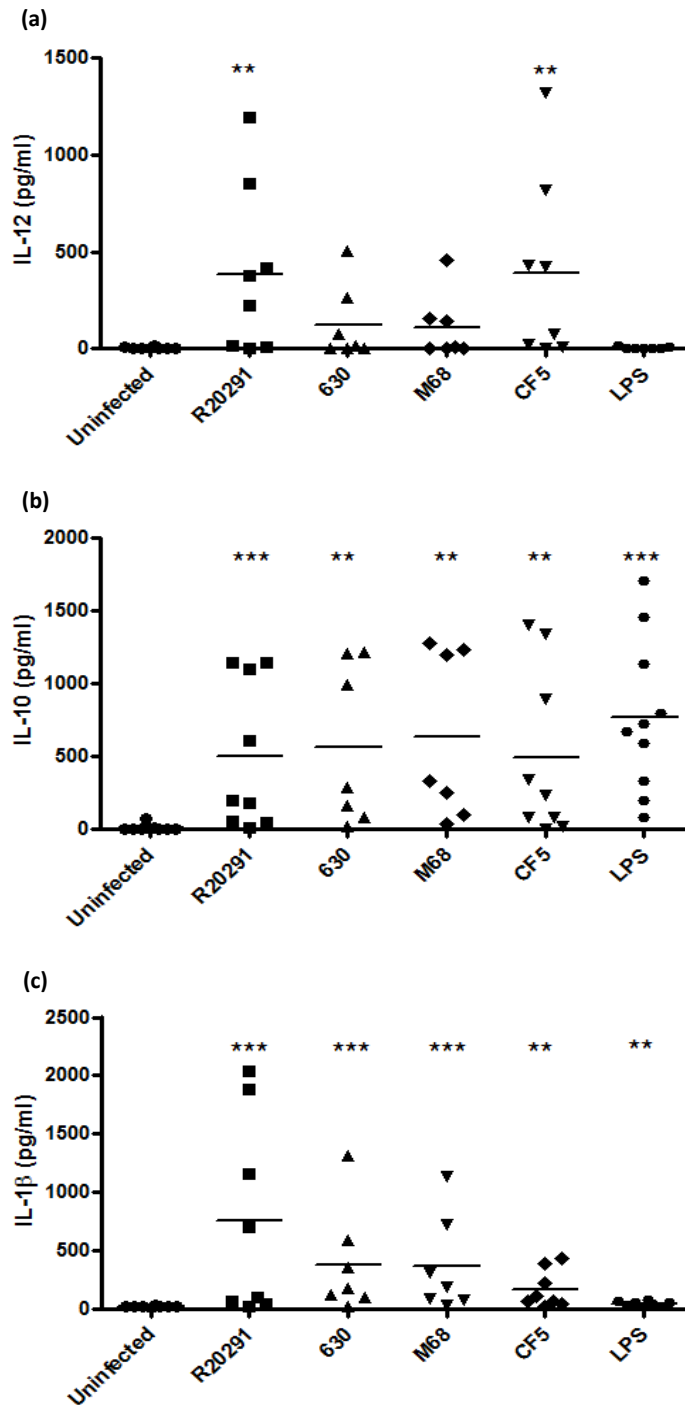 (a)
** **
1500
1000
500
0
IL-12 (pg/ml)
Uninfected R20291 630 M68 CF5 LPS
(b)
*** ** ** ** ***
2000
1500
1000
500
0
IL-10 (pg/ml)
Uninfected R20291 630 M68 CF5 LPS
(c)
*** *** *** ** **
2500
2000
1500
1000
500
0
IL-1β (pg/ml)
Uninfected R20291 630 M68 CF5 LPS